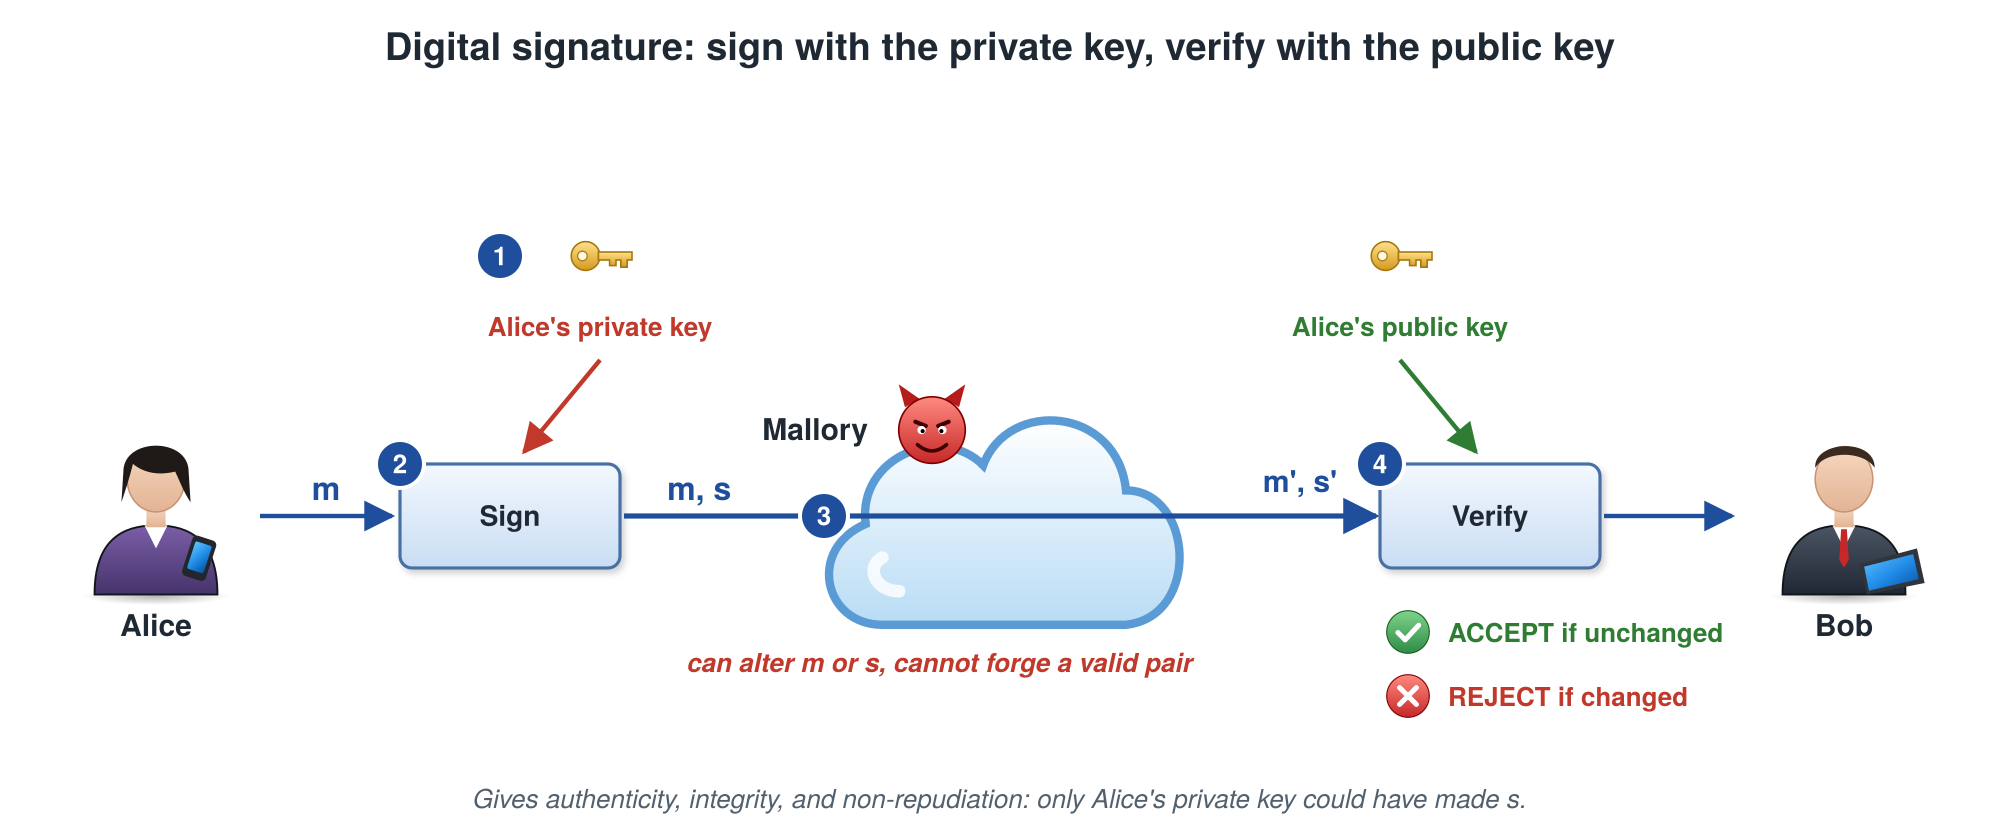 Digital signature: sign with the private key, verify with the public key
1
Alice's private key
Alice's public key
Mallory
2
m
Sign
m, s
3
m', s'
4
Verify
Alice
Bob
ACCEPT if unchanged
can alter m or s, cannot forge a valid pair
REJECT if changed
Gives authenticity, integrity, and non-repudiation: only Alice's private key could have made s.